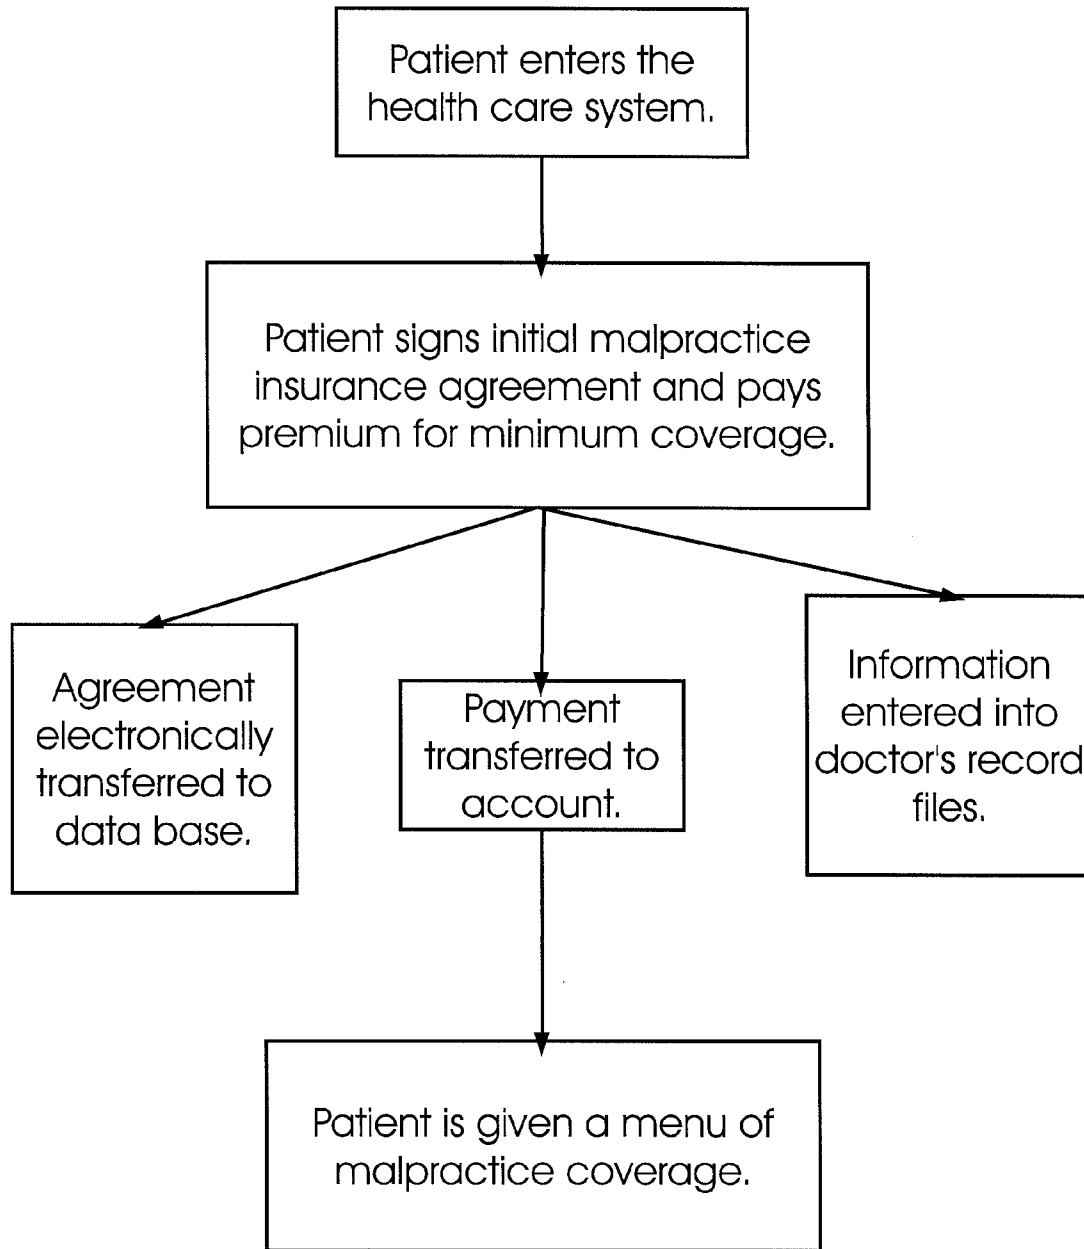 Patient enters the
health care system.
Patient signs initial malpractice
insurance agreement and pays
premium for minimum coverage.
Agreement
electronically
transferred to
data base.
Payment
transferred to
account.
Information
entered into
doctor's record
files.
Patient is given a menu of
malpractice coverage.